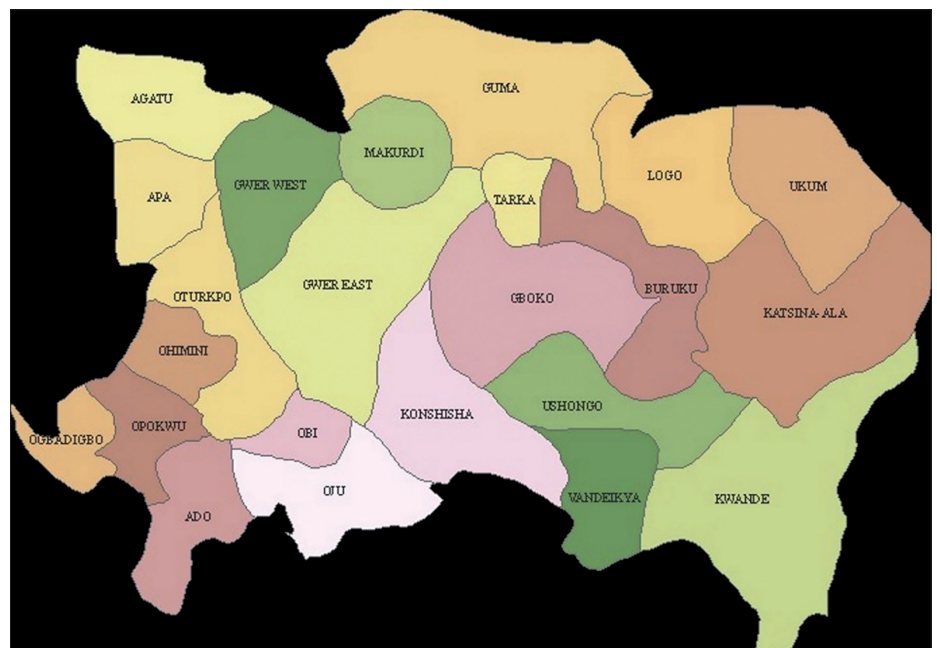 GUMA
AGATU
MAKURDI
LOGO
GWER WEST
UKUM
APA
TARKA
GWER EAST
BURUKU
OTURKPO
GBOKO
KATSINA-ALA
OHIMINI
USHONGO
KONSHISHA
OPOKWU
OBI
OGBADIGBO
OJU
VANDEIKYA
KWANDE
ADO